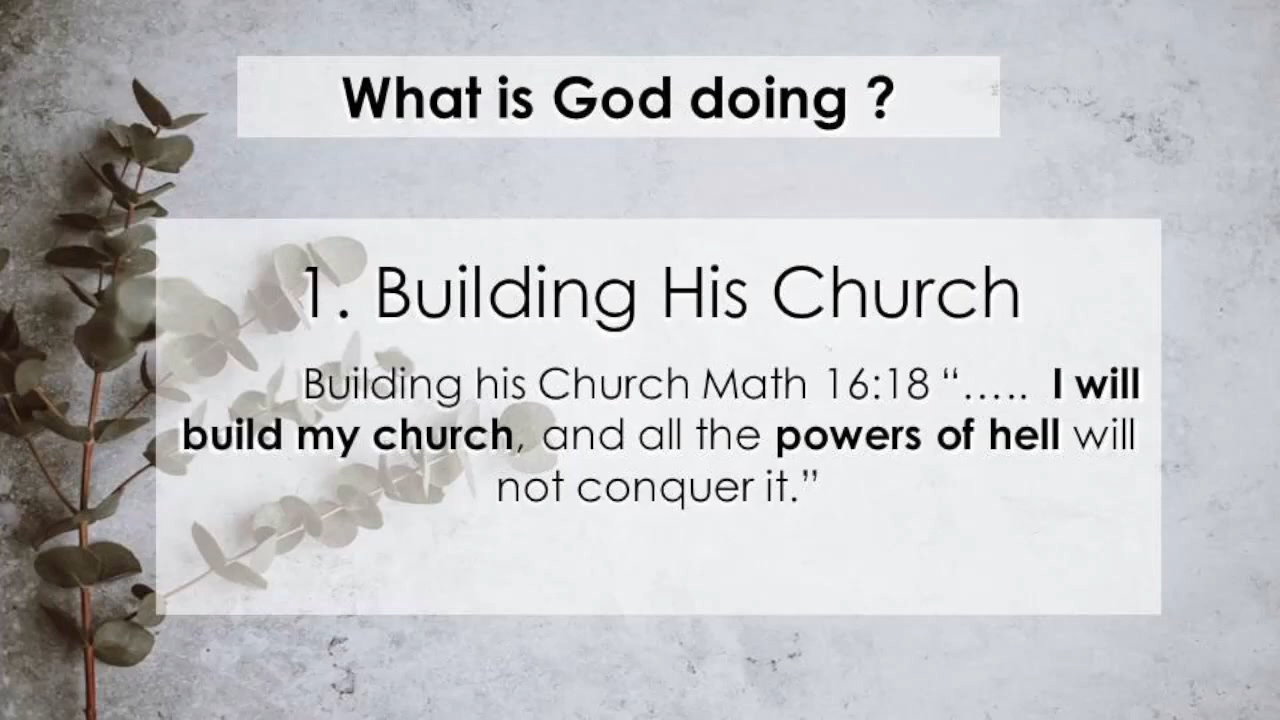 What is God doing ?
1. Building His Church
Building his Church Math 16:18 “..... I will
build my church, and all the powers of hell will
not conquer it.”